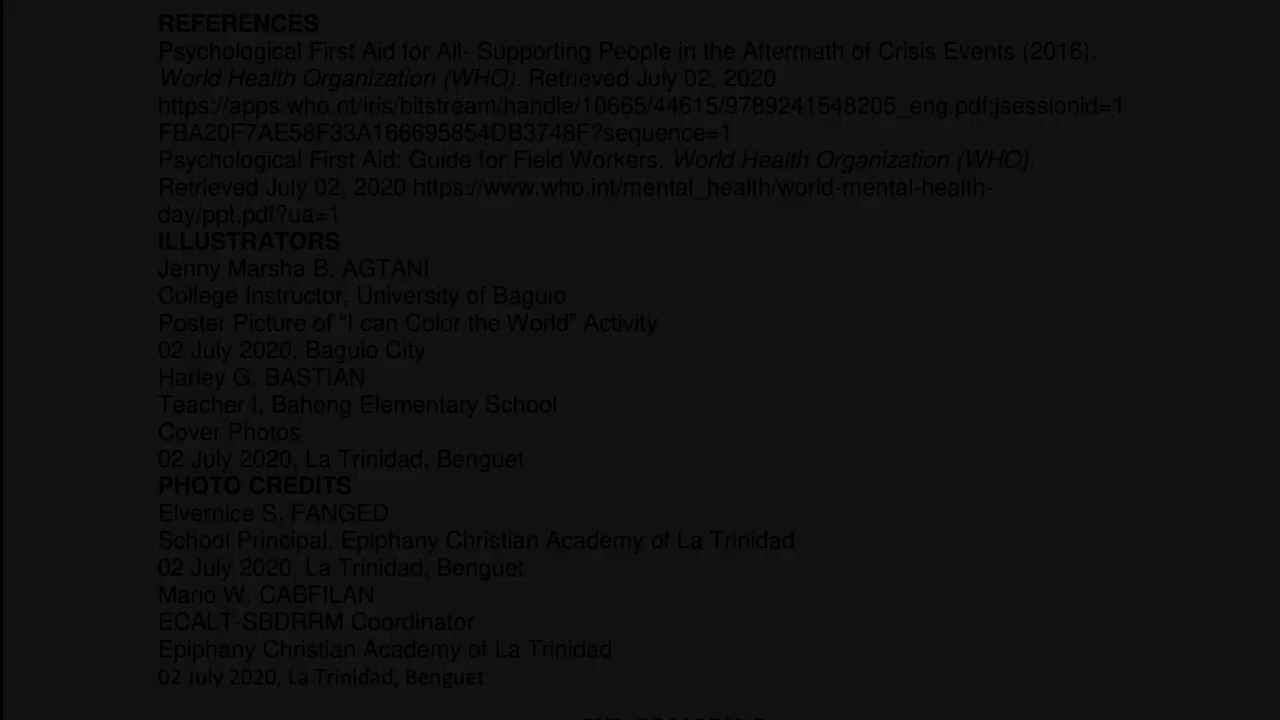 REFERENCES
Psychological First Aid for All- Supporting People in the Aftermath of Crisis Events (2016).
World Health Organization (WHO). Retrieved July 02, 2020
https://apps.who.nt/iris/bitstream/handle/10665/44615/9789241548205_eng.pdf;jsessionid=1
FBA20F7AE58F33A166695854DB3748F?sequence=1
Psychological First Aid: Guide for Field Workers. World Health Organization (WHO).
Retrieved July 02, 2020 https://www.who.int/mental_health/world-mental-health-
day/ppt.pdf?ua=1
ILLUSTRATORS
Jenny Marsha B. AGTANI
College Instructor, University of Baguio
Poster Picture of “I can Color the World” Activity
02 July 2020, Baguio City
Harley G. BASTIAN
Teacher I, Bahong Elementary School
Cover Photos
02 July 2020, La Trinidad, Benguet
PHOTO CREDITS
Elvernice S. FANGED
School Principal, Epiphany Christian Academy of La Trinidad
02 July 2020, La Trinidad, Benguet
Mario W. CABFILAN
ECALT-SBDRRM Coordinator
Epiphany Christian Academy of La Trinidad
02 July 2020, La Trinidad, Benguet